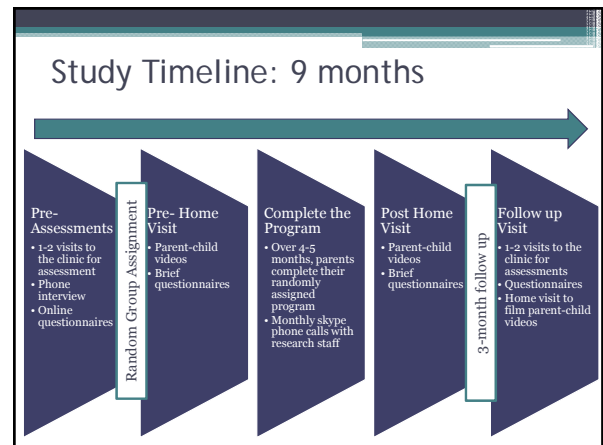 Study Timeline: 9 months
Pre-
Assessments
• 1-2 visits to
the clinic for
assessment
• Phone
interview
• Online
questionnaires
Random Group Assignment
Pre- Home
Visit
• Parent-child
videos
• Brief
questionnaires
Complete the
Program
• Over 4-5
months, parents
complete their
randomly
assigned
program
• Monthly skype
phone calls with
research staff
Post Home
Visit
• Parent-child
videos
• Brief
questionnaires
3-month follow up
Follow up
Visit
• 1-2 visits to the
clinic for
assessments
• Questionnaires
• Home visit to
film parent-child
videos